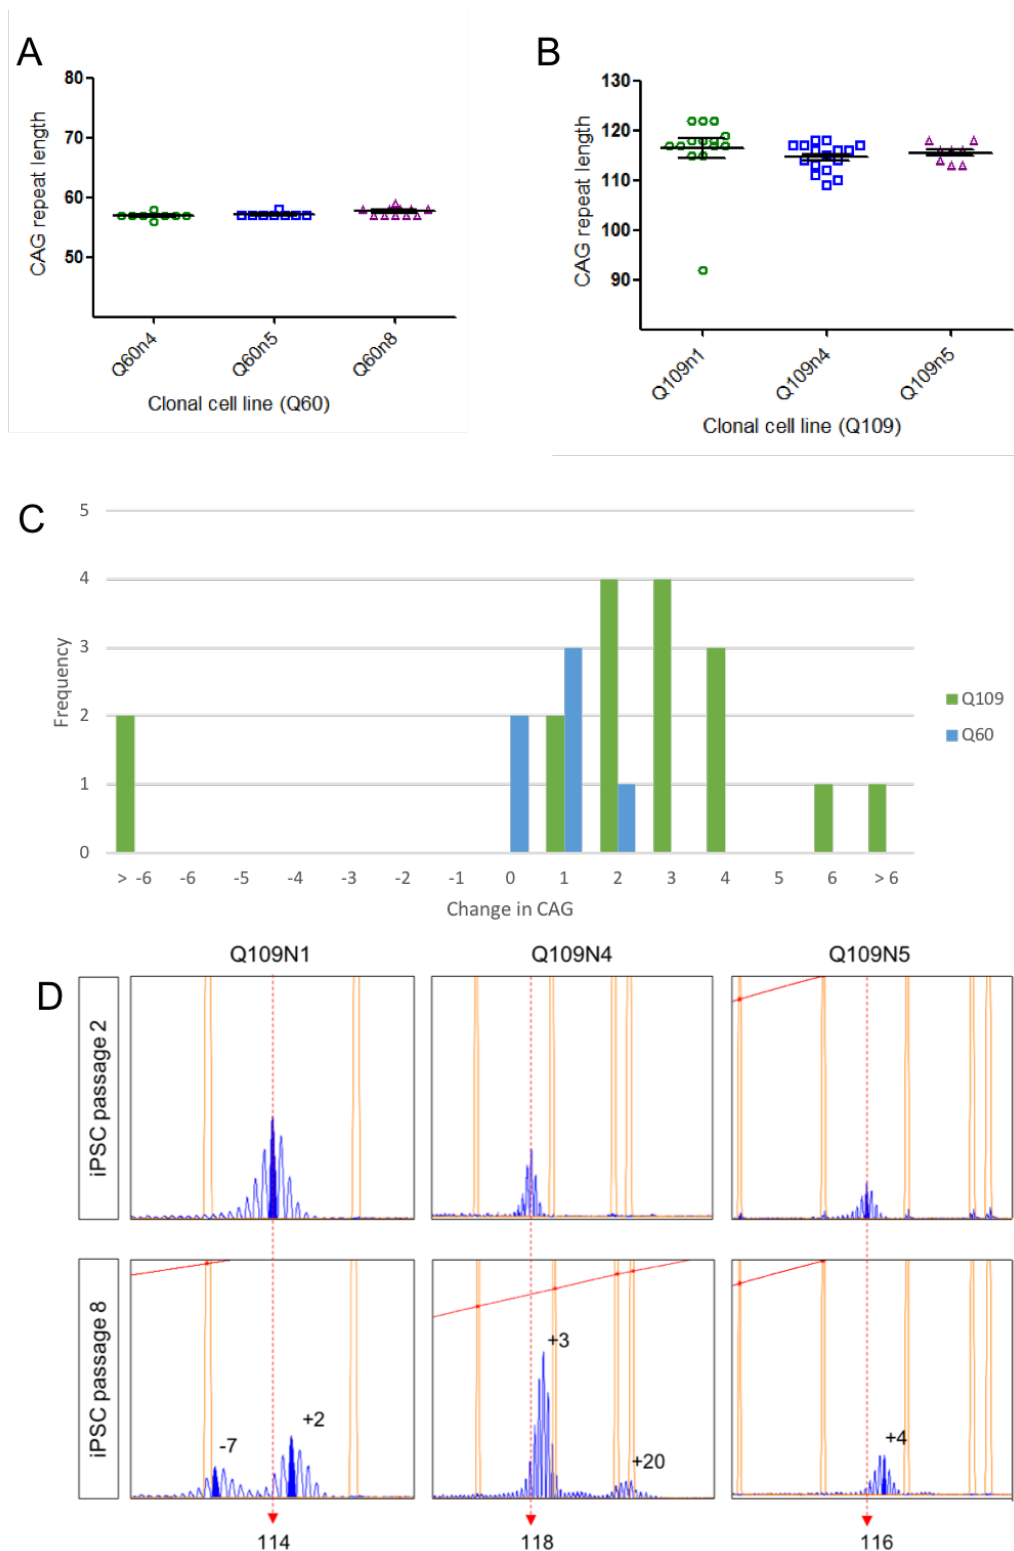 A
80
70
60
50
CAG repeat length
Q60n4
Q60n5
Q60n8
Clonal cell line (Q60)
B
130
120
110
100
90
CAG repeat length
Q109n1
Q109n4
Q109n5
Clonal cell line (Q109)
C
5
4
3
2
1
0
Frequency
> -6 -6 -5 -4 -3 -2 -1 0 1 2 3 4 5 6 > 6
Change in CAG
Q109
Q60
D
Q109N1 Q109N4 Q109N5
iPSC passage 2
iPSC passage 8
-7
+2
+3
+20
+4
114 118 116